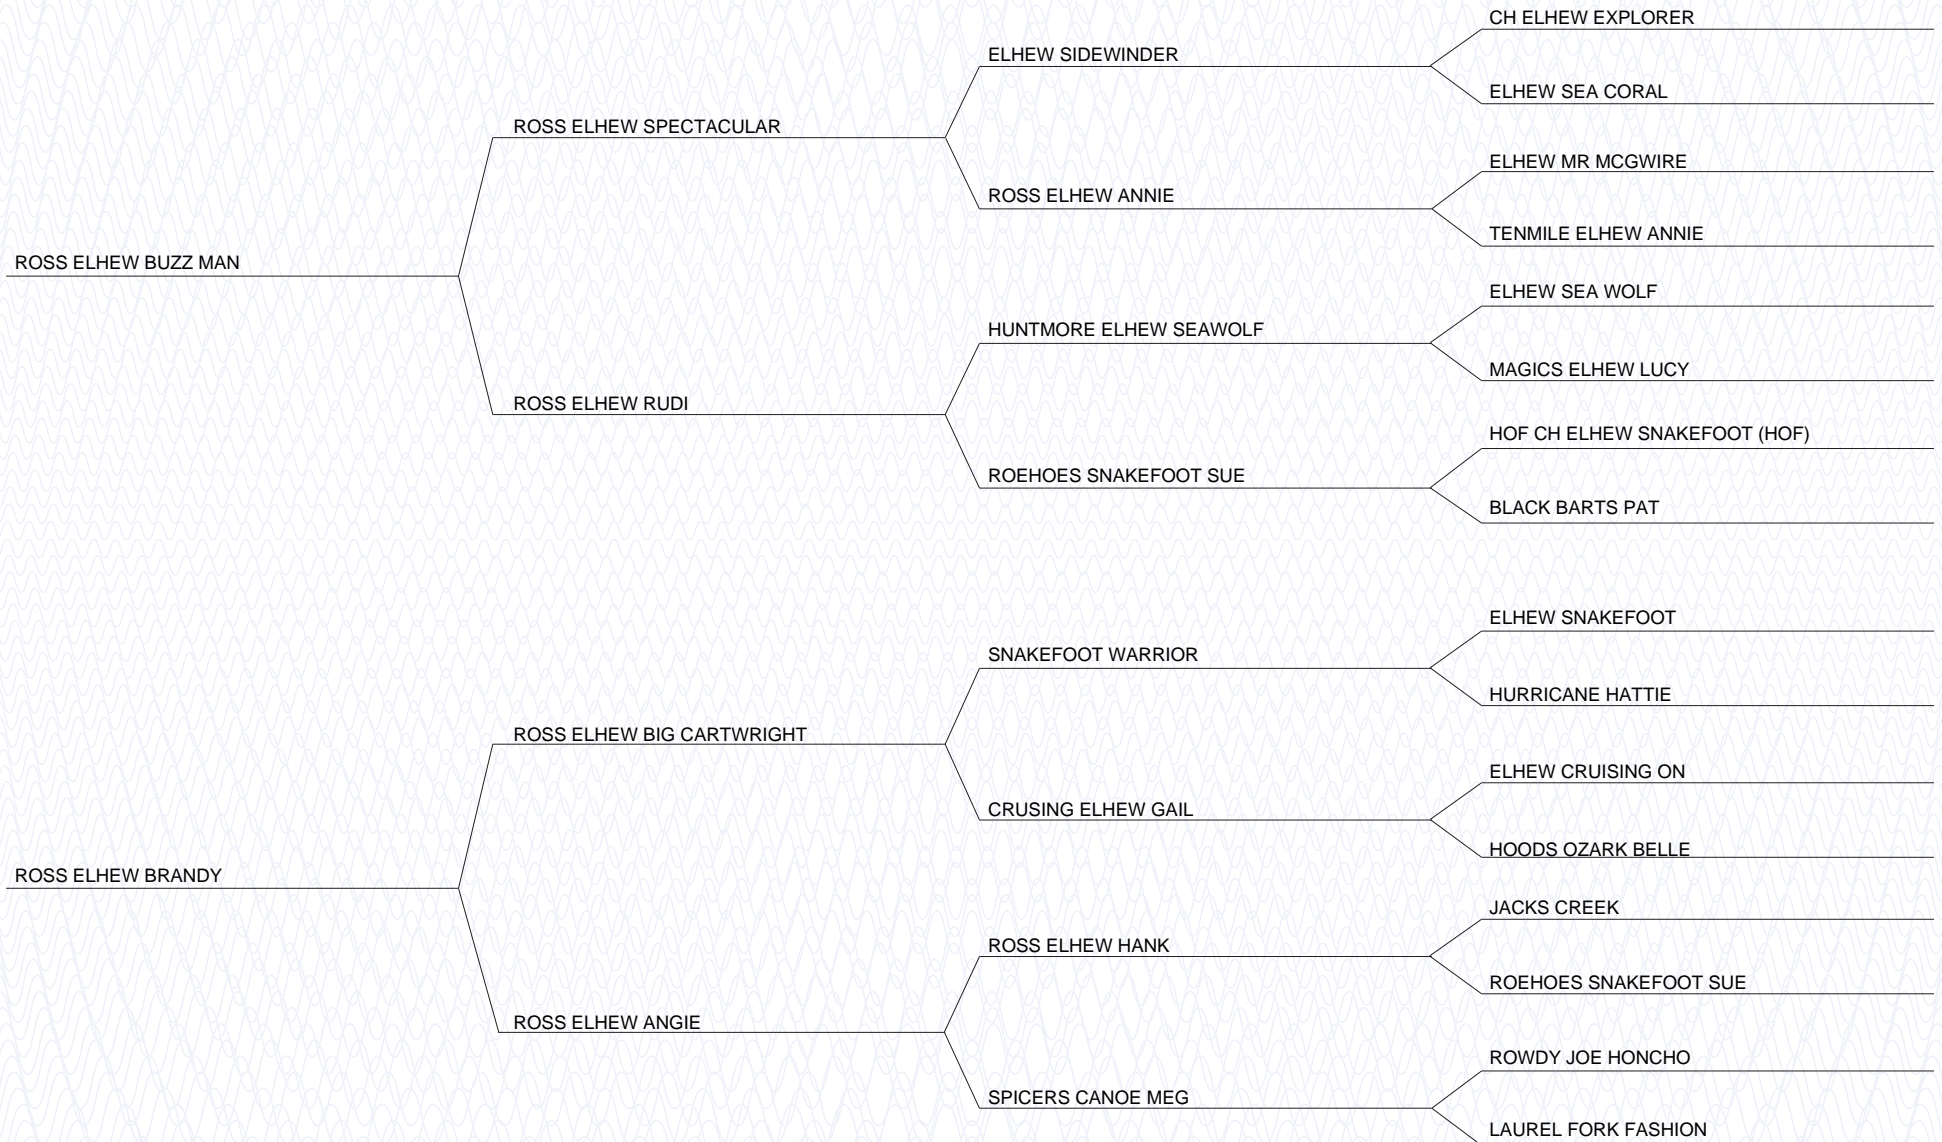 CH ELHEW EXPLORER
ELHEW SIDEWINDER
ELHEW SEA CORAL
ROSS ELHEW SPECTACULAR
ELHEW MR MCGWIRE
ROSS ELHEW ANNIE
TENMILE ELHEW ANNIE
ROSS ELHEW BUZZ MAN
ELHEW SEA WOLF
HUNTMORE ELHEW SEAWOLF
MAGICS ELHEW LUCY
ROSS ELHEW RUDI
HOF CH ELHEW SNAKEFOOT (HOF)
ROEHOES SNAKEFOOT SUE
BLACK BARTS PAT
ELHEW SNAKEFOOT
SNAKEFOOT WARRIOR
HURRICANE HATTIE
ROSS ELHEW BIG CARTWRIGHT
ELHEW CRUISING ON
CRUSING ELHEW GAIL
HOODS OZARK BELLE
ROSS ELHEW BRANDY
JACKS CREEK
ROSS ELHEW HANK
ROEHOES SNAKEFOOT SUE
ROSS ELHEW ANGIE
ROWDY JOE HONCHO
SPICERS CANOE MEG
LAUREL FORK FASHION